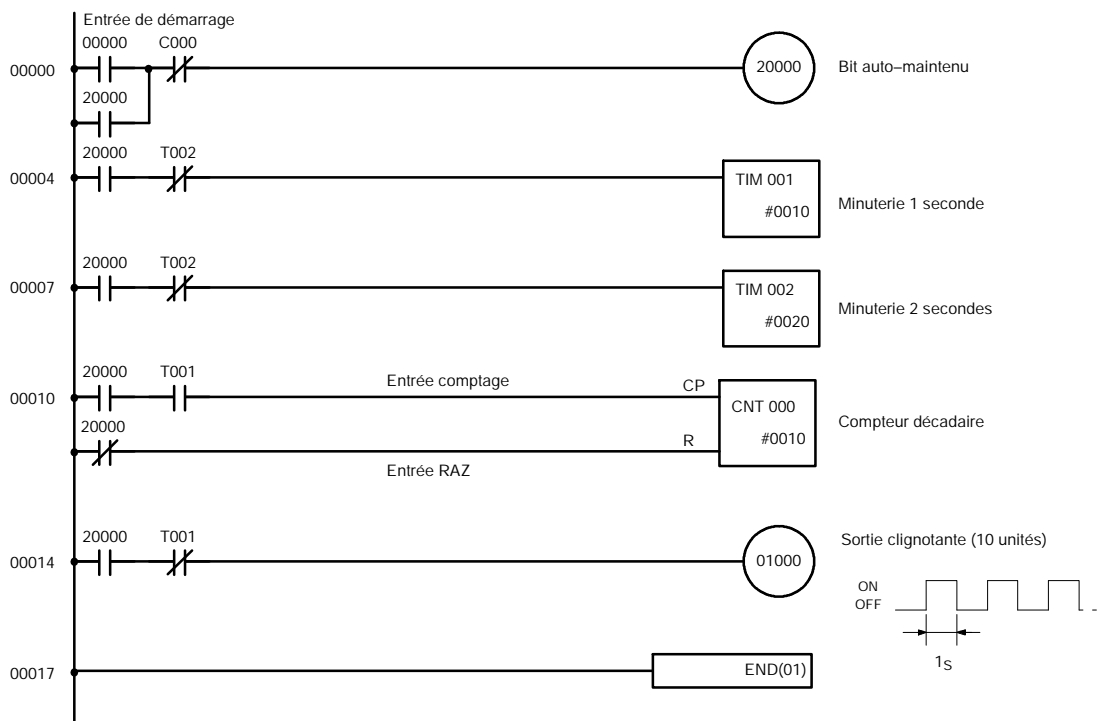 Entrée de démarrage
00000 C000
00000
20000
Bit auto–maintenu
20000
20000 T002
00004
TIM 001
#0010
Minuterie 1 seconde
20000 T002
00007
TIM 002
#0020
Minuterie 2 secondes
20000 T001
Entrée comptage
CP
00010
CNT 000
#0010
Compteur décadaire
20000
R
Entrée RAZ
20000 T001
Sortie clignotante (10 unités)
00014
01000
ON
OFF
1S
00017
END(01)